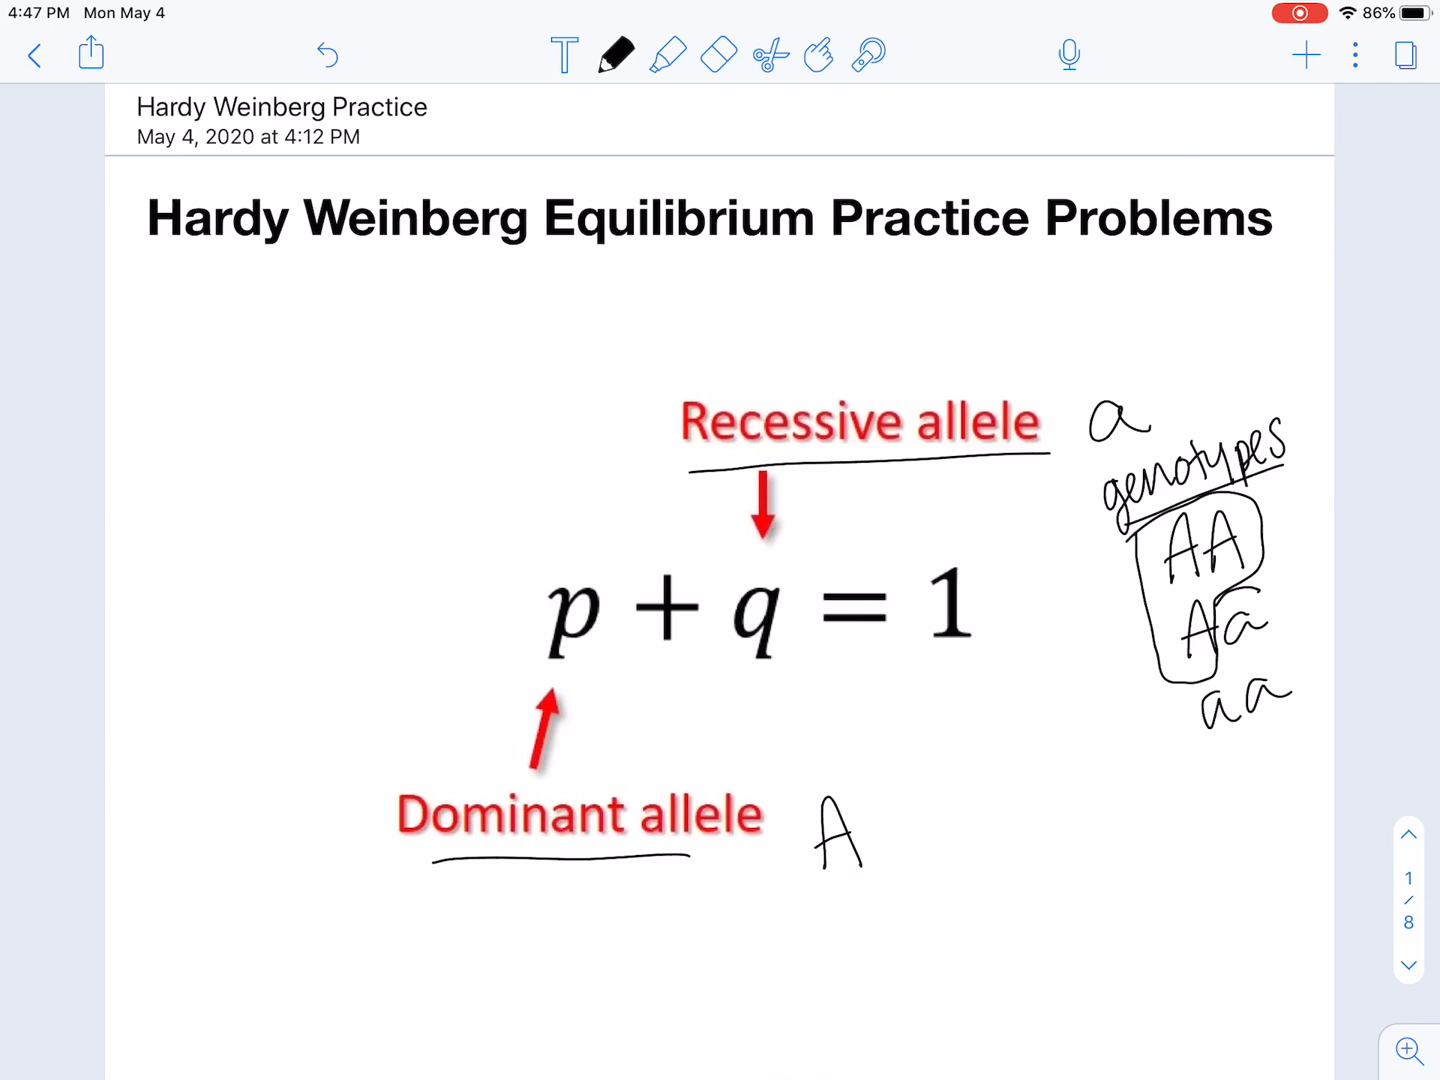 4:47 PM Mon May 4
86%
T
Hardy Weinberg Practice
May 4, 2020 at 4:12 PM
Hardy Weinberg Equilibrium Practice Problems
Recessive allele a
genotypes
AA
Aa
aa
p + q = 1
Dominant allele A
1
/
8